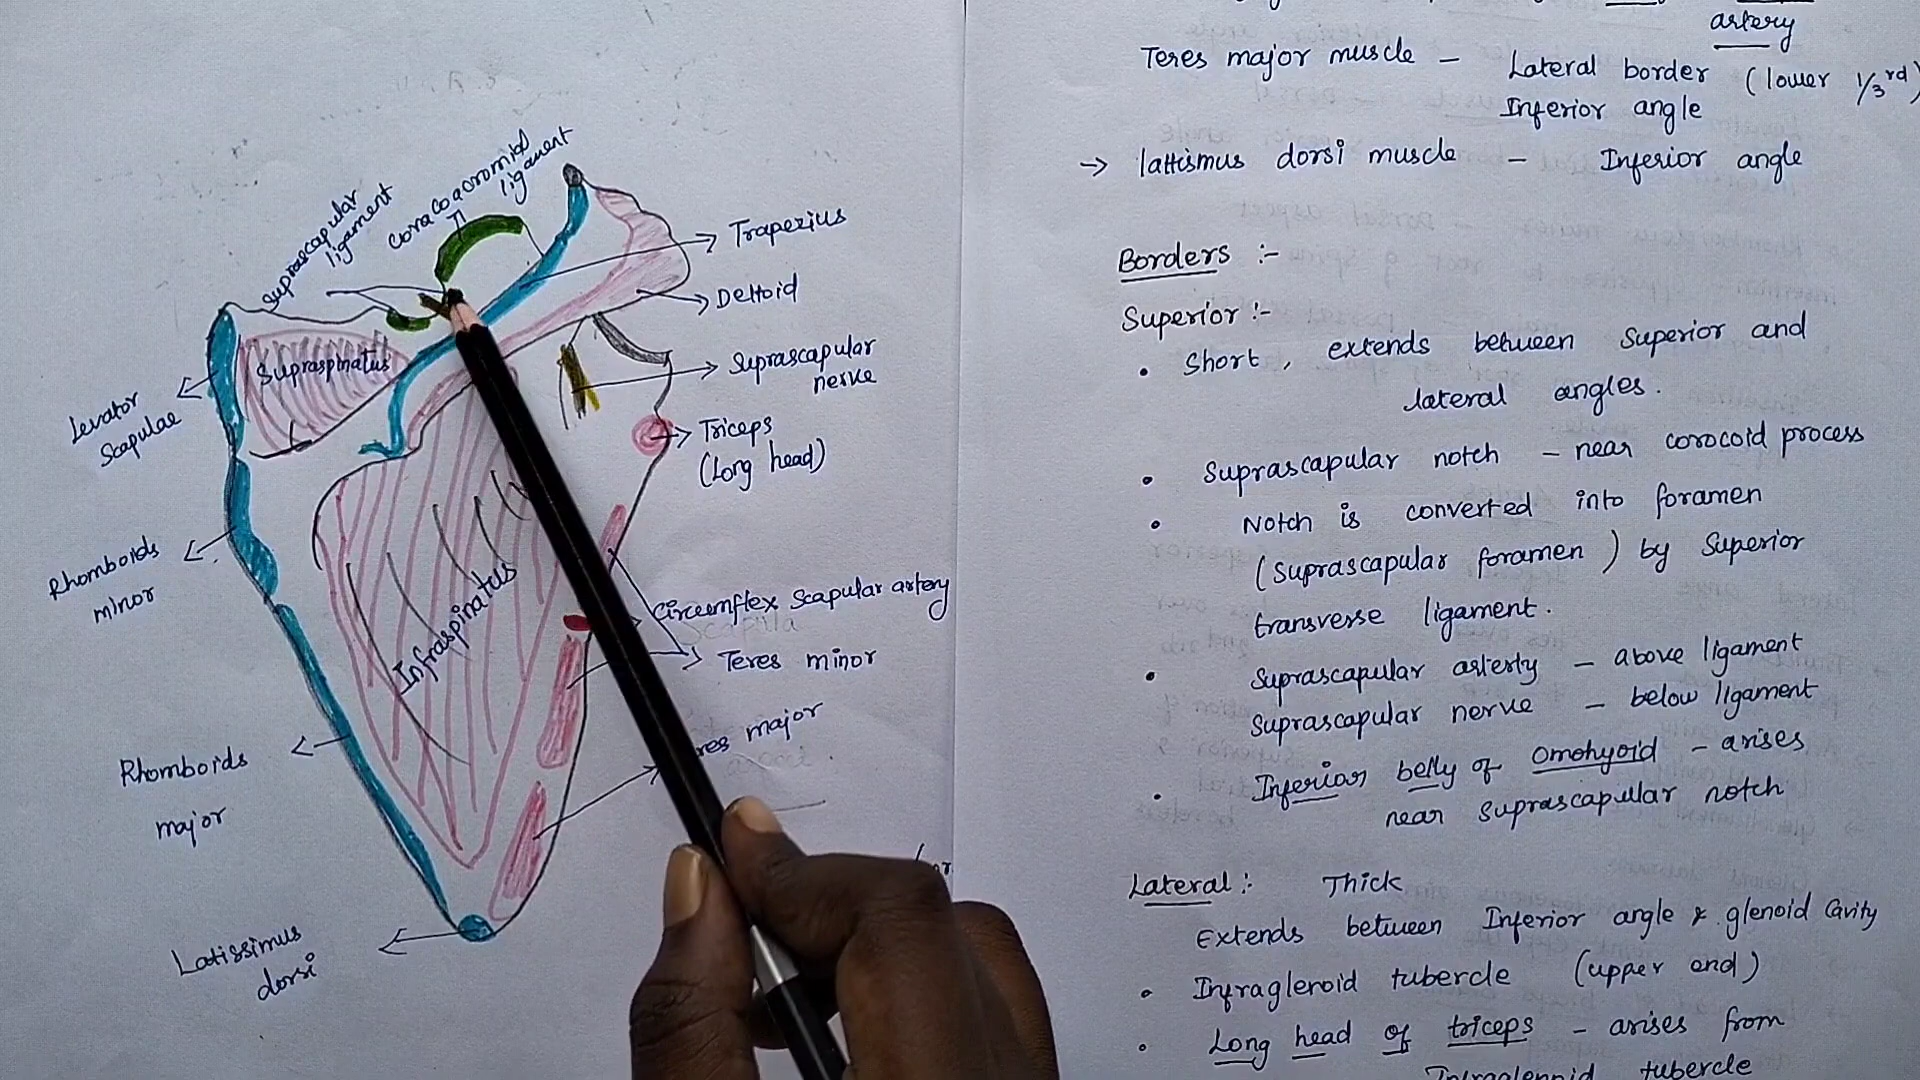 suprascapular
ligament
coracoacromial
ligament
Trapezius
Deltoid
Supraspinatus
Suprascapular
nerve
Levator
Scapulae
Triceps
(Long head)
Rhomboids
minor
Infraspinatus
circumflex scapular artery
Teres minor
Rhomboids
major
major
Latissimus
dorsi
artery
Teres major muscle - Lateral border (lower 1/3rd)
Inferior angle
→ lattismus dorsi muscle - Inferior angle
Borders :-
Superior :-
• Short, extends between Superior and
lateral angles.
• Suprascapular notch - near corocoid process
• Notch is converted into foramen
(Suprascapular foramen) by Superior
transverse ligament.
• Suprascapular arterty - above ligament
Suprascapular nerve - below ligament
• Inferior belly of omohyoid - arises
near suprascapular notch
Lateral :- Thick
Extends between Inferior angle & glenoid cavity
• Infraglenoid tubercle (upper end)
• Long head of triceps - arises from
Infraglenoid tubercle